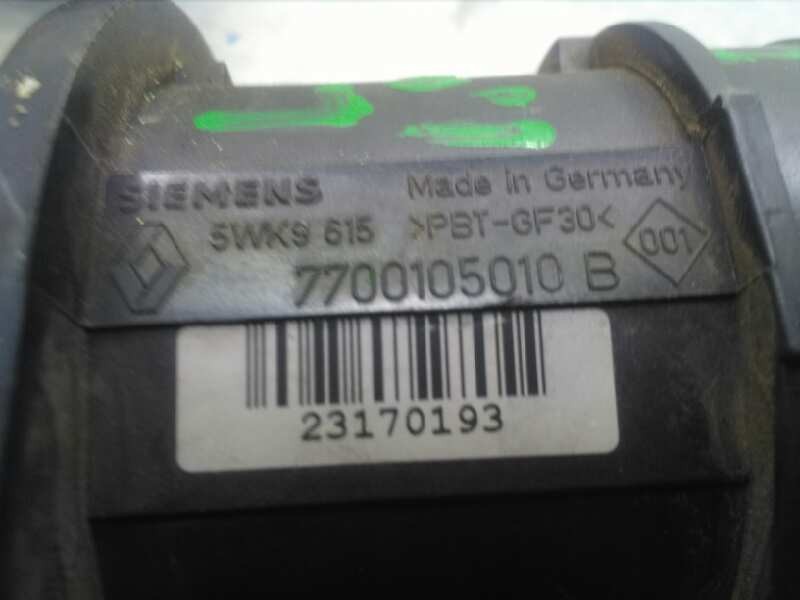 SIEMENS Made in Germany
5WK9 615 >PBT-GF30< 001
7700105010 B
23170193